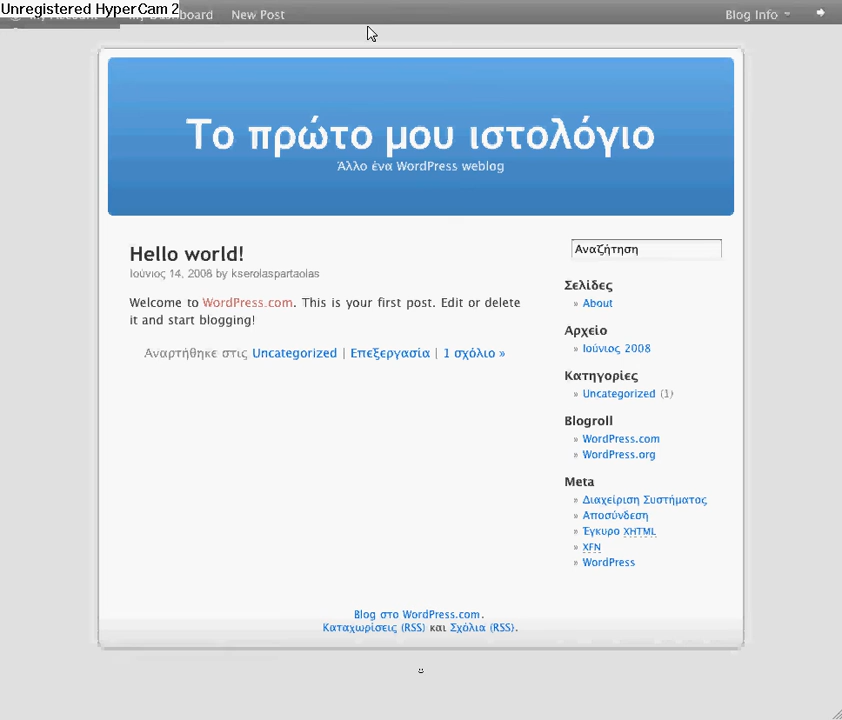 Unregistered HyperCam 2
New Post
Blog Info
Το πρώτο μου ιστολόγιο
Άλλο ένα WordPress weblog
Hello world!
Ιούνιος 14, 2008 by kserolaspartaolas
Welcome to WordPress.com. This is your first post. Edit or delete
it and start blogging!
Αναρτήθηκε στις Uncategorized | Επεξεργασία | 1 σχόλιο »
Αναζήτηση
Σελίδες
» About
Αρχείο
» Ιούνιος 2008
Κατηγορίες
» Uncategorized (1)
Blogroll
» WordPress.com
» WordPress.org
Meta
» Διαχείριση Συστήματος
» Αποσύνδεση
» Έγκυρο XHTML
» XFN
» WordPress
Blog στο WordPress.com.
Καταχωρίσεις (RSS) και Σχόλια (RSS).